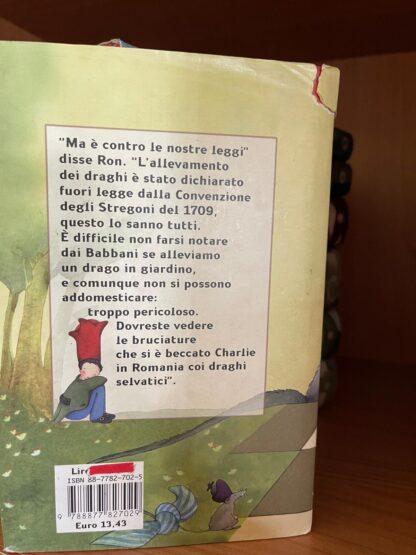 "Ma è contro le nostre leggi"
disse Ron. "L'allevamento
dei draghi è stato dichiarato
fuori legge dalla Convenzione
degli Stregoni del 1709,
questo lo sanno tutti.
È difficile non farsi notare
dai Babbani se alleviamo
un drago in giardino,
e comunque non si possono
addomesticare:
troppo pericoloso.
Dovreste vedere
le bruciature
che si è beccato Charlie
in Romania coi draghi
selvatici".
Lire
ISBN 88-7782-702-5
9 788877 827029
Euro 13,43